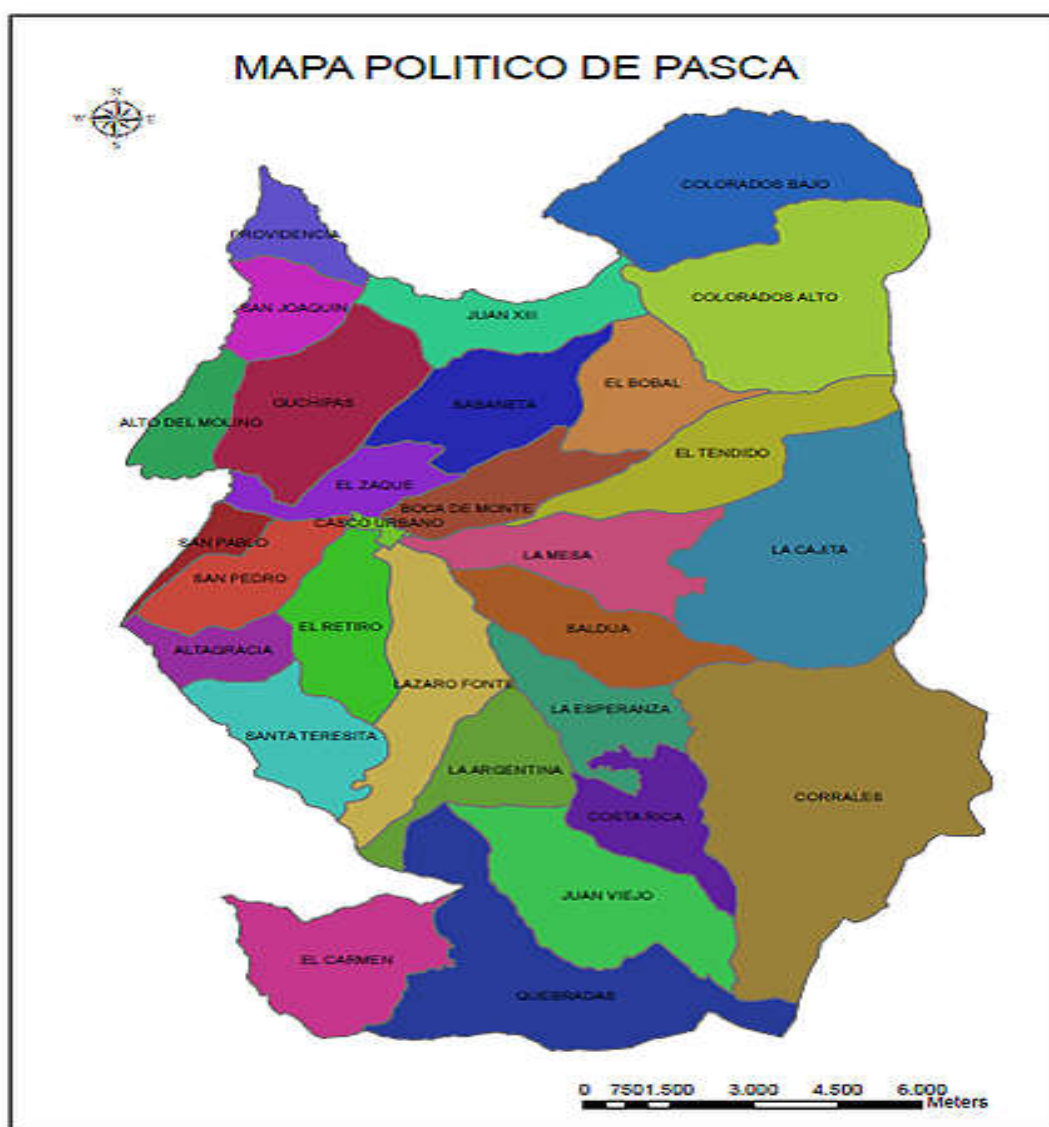 MAPA POLITICO DE PASCA
N
W E
S
COLORADOS BAJO
PROVIDENCIA
COLORADOS ALTO
SAN JOAQUIN
JUAN XIII
EL BOBAL
GUCHIPAS
SABANETA
ALTO DEL MOLINO
EL TENDIDO
EL ZAQUE
BOCA DE MONTE
CASCO URBANO
SAN PABLO
LA MESA
LA CAJITA
SAN PEDRO
EL RETIRO
SALDUA
ALTAGRACIA
LAZARO FONTE
LA ESPERANZA
SANTA TERESITA
LA ARGENTINA
CORRALES
COSTA RICA
JUAN VIEJO
EL CARMEN
QUEBRADAS
0 7501.500 3.000 4.500 6.000
Meters